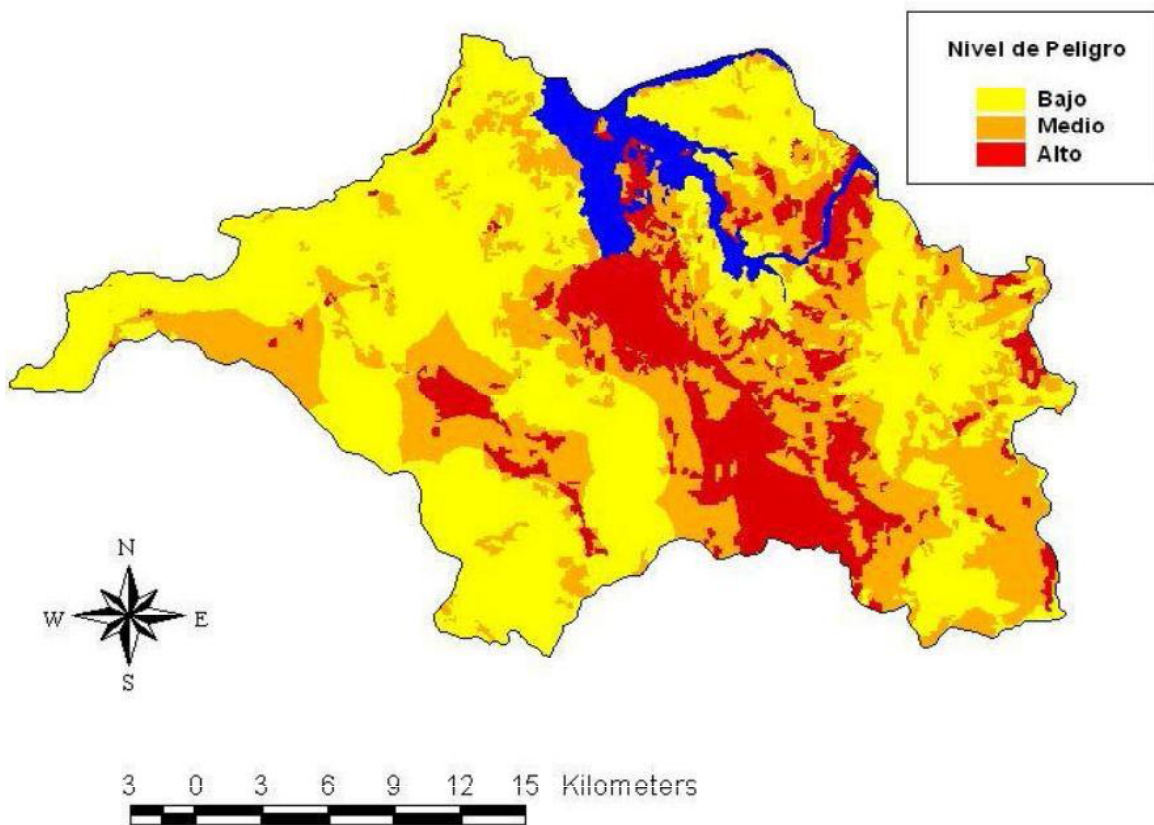 Nivel de Peligro
Bajo
Medio
Alto
N
W E
S
3 0 3 6 9 12 15 Kilometers